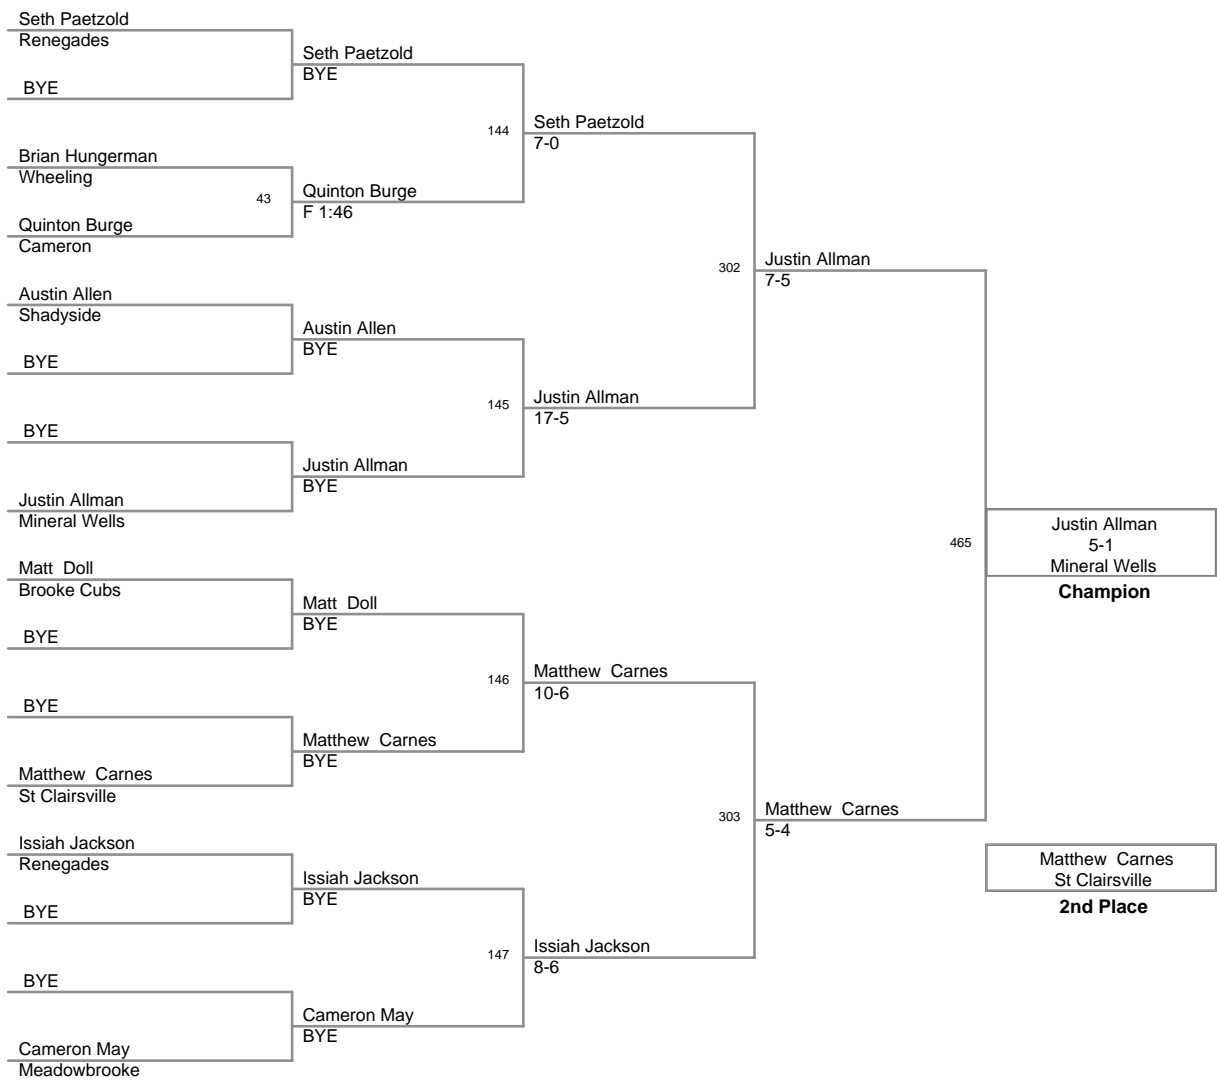 Seth Paetzold
Renegades
BYE
Brian Hungerman
Wheeling
43
Quinton Burge
Cameron
Austin Allen
Shadyside
BYE
BYE
Justin Allman
Mineral Wells
Matt Doll
Brooke Cubs
BYE
BYE
Matthew Carnes
St Clairsville
Issiah Jackson
Renegades
BYE
BYE
Cameron May
Meadowbrooke
Seth Paetzold
BYE
144
Quinton Burge
F 1:46
Austin Allen
BYE
145
Justin Allman
BYE
Matt Doll
BYE
146
Matthew Carnes
BYE
Issiah Jackson
BYE
147
Cameron May
BYE
Seth Paetzold
7-0
302
Justin Allman
17-5
Matthew Carnes
10-6
303
Issiah Jackson
8-6
Justin Allman
7-5
465
Matthew Carnes
5-4
Justin Allman
5-1
Mineral Wells
Champion
Matthew Carnes
St Clairsville
2nd Place